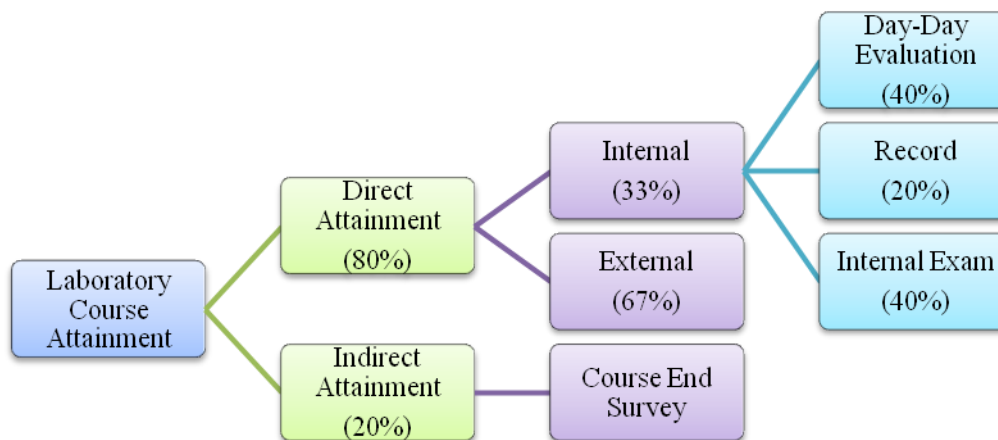 Laboratory
Course
Attainment
Direct
Attainment
(80%)
Indirect
Attainment
(20%)
Internal
(33%)
External
(67%)
Course End
Survey
Day-Day
Evaluation
(40%)
Record
(20%)
Internal Exam
(40%)